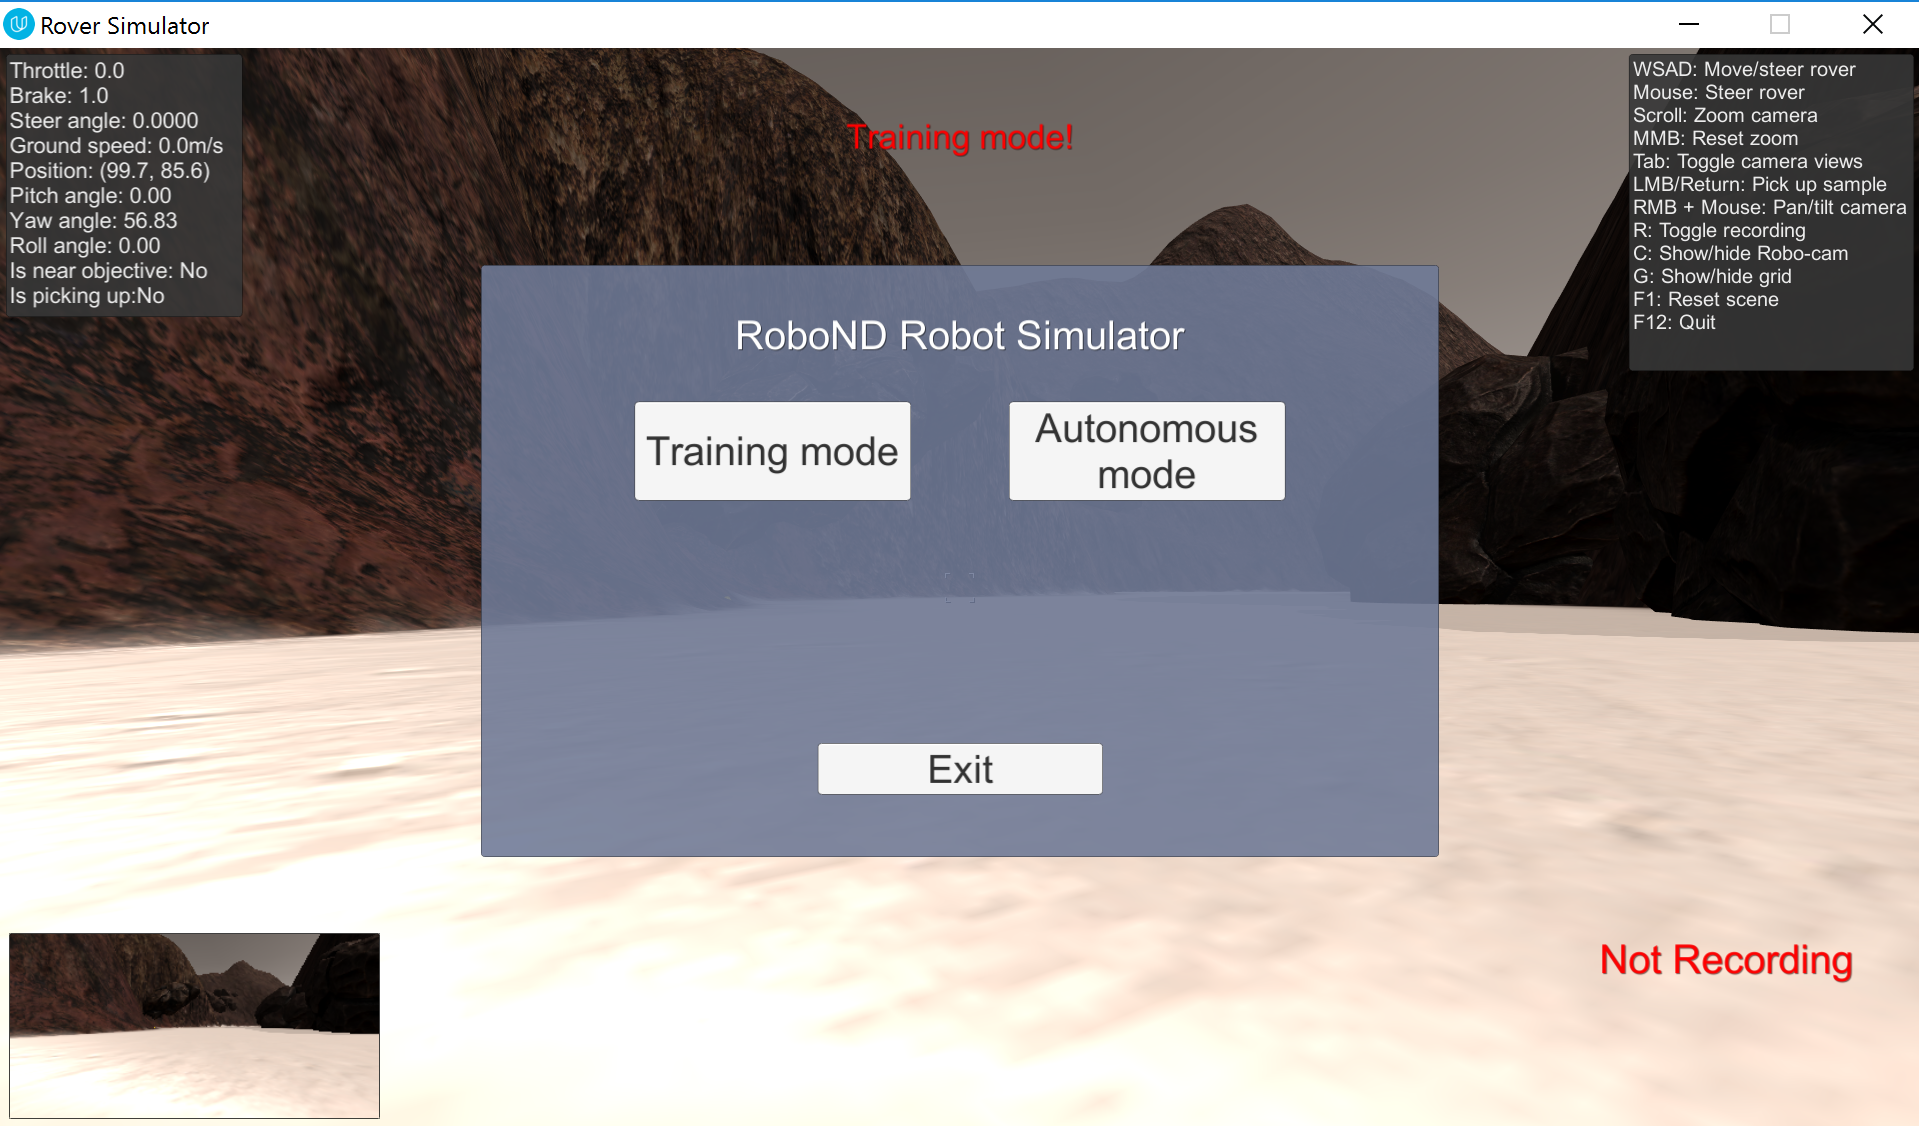 Rover Simulator
Throttle: 0.0
Brake: 1.0
Steer angle: 0.0000
Ground speed: 0.0m/s
Position: (99.7, 85.6)
Pitch angle: 0.00
Yaw angle: 56.83
Roll angle: 0.00
Is near objective: No
Is picking up:No
Training mode!
WSAD: Move/steer rover
Mouse: Steer rover
Scroll: Zoom camera
MMB: Reset zoom
Tab: Toggle camera views
LMB/Return: Pick up sample
RMB + Mouse: Pan/tilt camera
R: Toggle recording
C: Show/hide Robo-cam
G: Show/hide grid
F1: Reset scene
F12: Quit
RoboND Robot Simulator
Training mode
Autonomous
mode
Exit
Not Recording